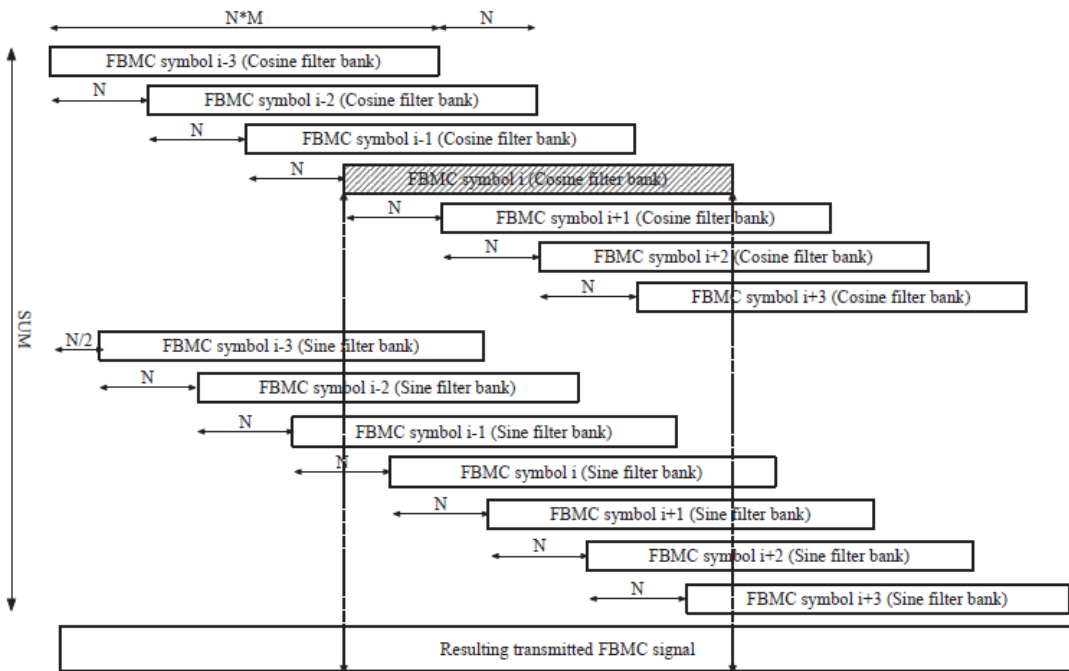 N*M
N
FBMC symbol i-3 (Cosine filter bank)
N
FBMC symbol i-2 (Cosine filter bank)
N
FBMC symbol i-1 (Cosine filter bank)
N
FBMC symbol i (Cosine filter bank)
N
FBMC symbol i+1 (Cosine filter bank)
N
FBMC symbol i+2 (Cosine filter bank)
N
FBMC symbol i+3 (Cosine filter bank)
SUM
N/2
FBMC symbol i-3 (Sine filter bank)
N
FBMC symbol i-2 (Sine filter bank)
N
FBMC symbol i-1 (Sine filter bank)
N
FBMC symbol i (Sine filter bank)
N
FBMC symbol i+1 (Sine filter bank)
N
FBMC symbol i+2 (Sine filter bank)
N
FBMC symbol i+3 (Sine filter bank)
Resulting transmitted FBMC signal